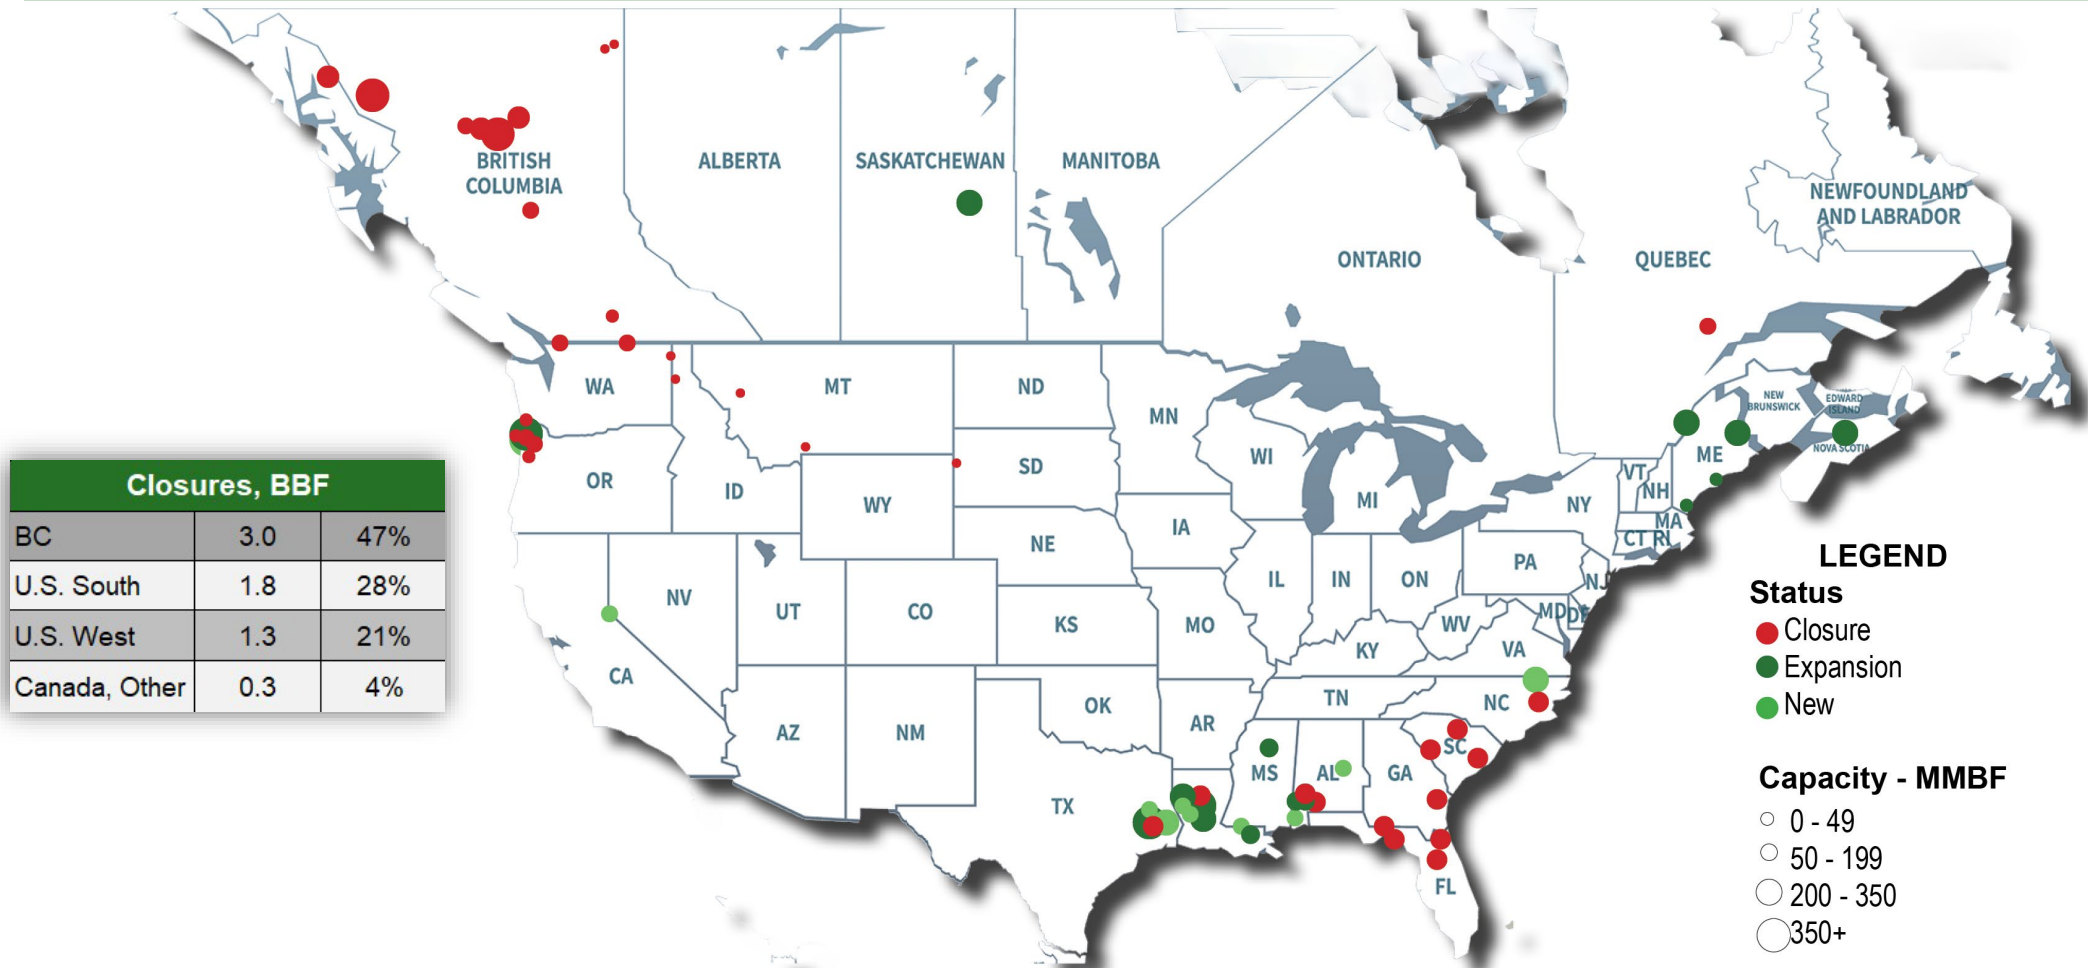 BRITISH
COLUMBIA
ALBERTA
SASKATCHEWAN
MANITOBA
ONTARIO
QUEBEC
NEWFOUNDLAND
AND LABRADOR
NEW
BRUNSWICK
EDWARD
ISLAND
NOVA SCOTIA
WA
MT
ND
MN
OR
ID
WY
SD
WI
MI
NY
VT
NH
ME
MA
CT RI
NE
IA
IL
IN
ON
PA
NJ
MD
DE
NV
UT
CO
KS
MO
KY
WV
VA
CA
AZ
NM
OK
AR
TN
NC
SC
TX
MS
AL
GA
FL
Closures, BBF
BC 3.0 47%
U.S. South 1.8 28%
U.S. West 1.3 21%
Canada, Other 0.3 4%
LEGEND
Status
Closure
Expansion
New
Capacity - MMBF
0 - 49
50 - 199
200 - 350
350+